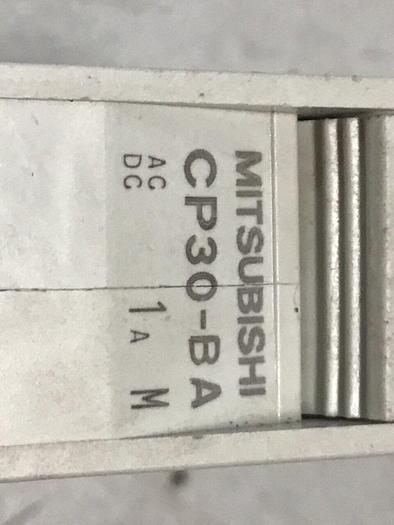 MITSUBISHI
CP30-BA
AC
DC 1A M